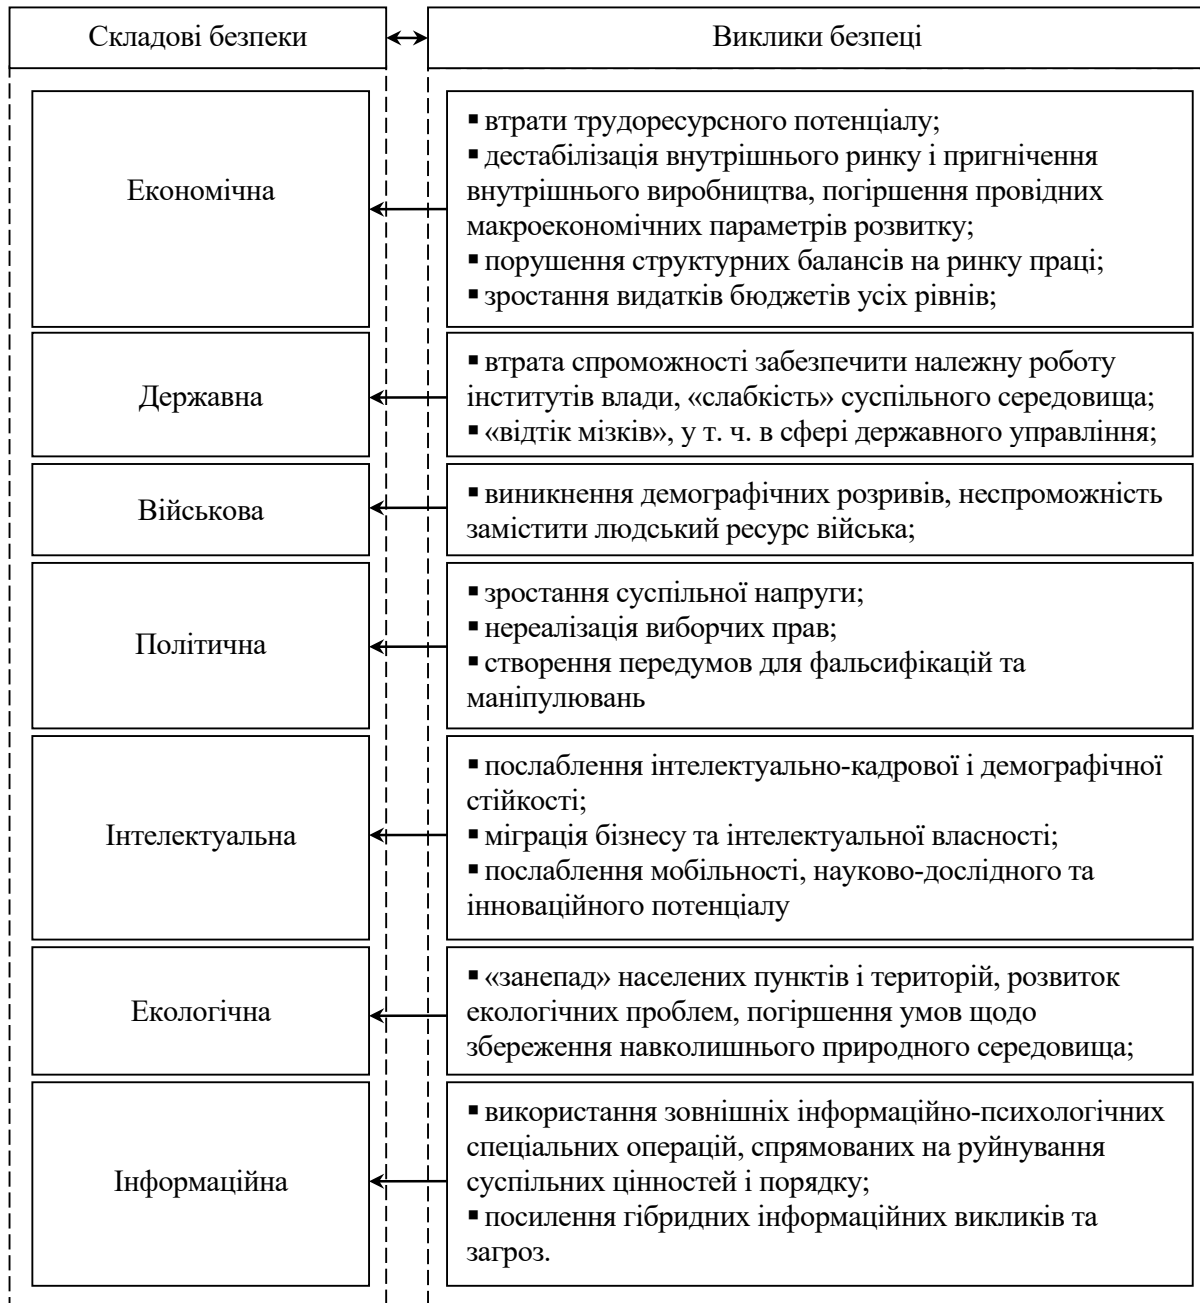 Складові безпеки
Виклики безпеці
Економічна
▪ втрати трудоресурсного потенціалу;
▪ дестабілізація внутрішнього ринку і пригнічення
внутрішнього виробництва, погіршення провідних
макроекономічних параметрів розвитку;
▪ порушення структурних балансів на ринку праці;
▪ зростання видатків бюджетів усіх рівнів;
Державна
▪ втрата спроможності забезпечити належну роботу
інститутів влади, «слабкість» суспільного середовища;
▪ «відтік мізків», у т. ч. в сфері державного управління;
Військова
▪ виникнення демографічних розривів, неспроможність
замістити людський ресурс війська;
Політична
▪ зростання суспільної напруги;
▪ нереалізація виборчих прав;
▪ створення передумов для фальсифікацій та
маніпулювань
Інтелектуальна
▪ послаблення інтелектуально-кадрової і демографічної
стійкості;
▪ міграція бізнесу та інтелектуальної власності;
▪ послаблення мобільності, науково-дослідного та
інноваційного потенціалу
Екологічна
▪ «занепад» населених пунктів і територій, розвиток
екологічних проблем, погіршення умов щодо
збереження навколишнього природного середовища;
Інформаційна
▪ використання зовнішніх інформаційно-психологічних
спеціальних операцій, спрямованих на руйнування
суспільних цінностей і порядку;
▪ посилення гібридних інформаційних викликів та
загроз.